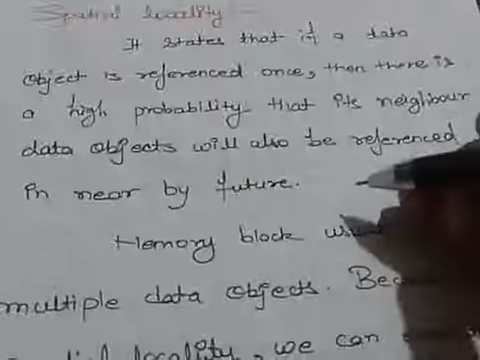 Spatial locality :-
It states that if a data
object is referenced once, then there is
a high probability that its neighbour
data objects will also be referenced
in near by future.
Memory block
multiple data objects.
locality, we can